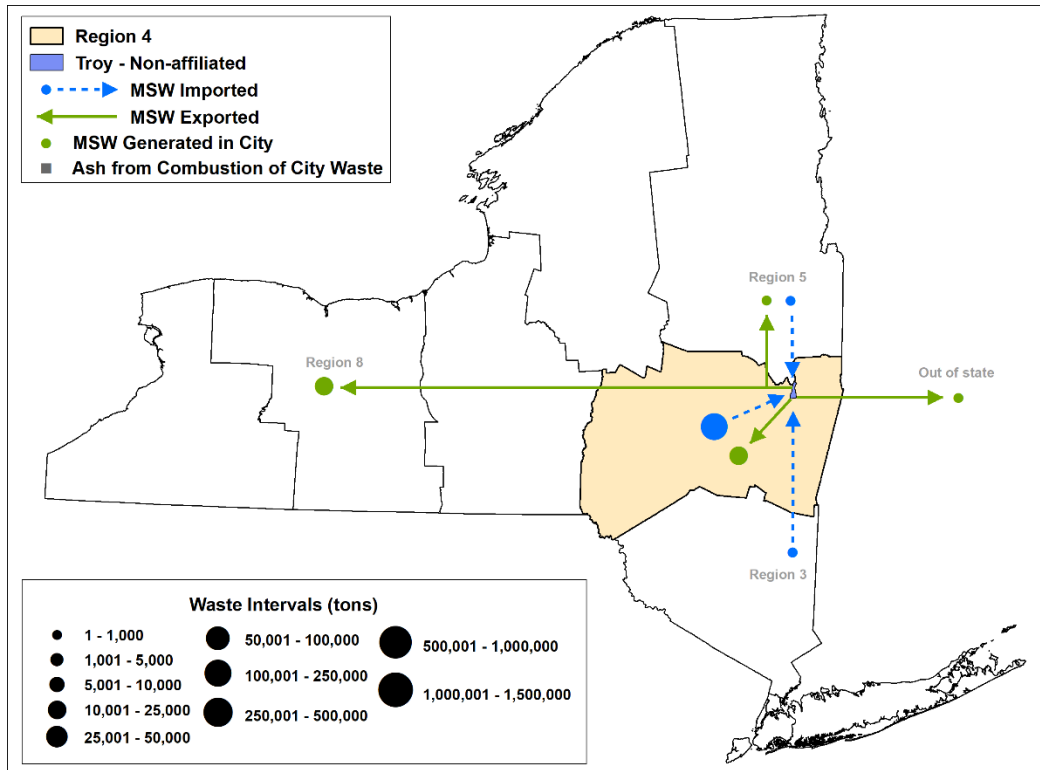 Region 4
Troy - Non-affiliated
MSW Imported
MSW Exported
MSW Generated in City
Ash from Combustion of City Waste
Region 5
Region 8
Out of state
Region 3
Waste Intervals (tons)
1 - 1,000
1,001 - 5,000
5,001 - 10,000
10,001 - 25,000
25,001 - 50,000
50,001 - 100,000
100,001 - 250,000
250,001 - 500,000
500,001 - 1,000,000
1,000,001 - 1,500,000